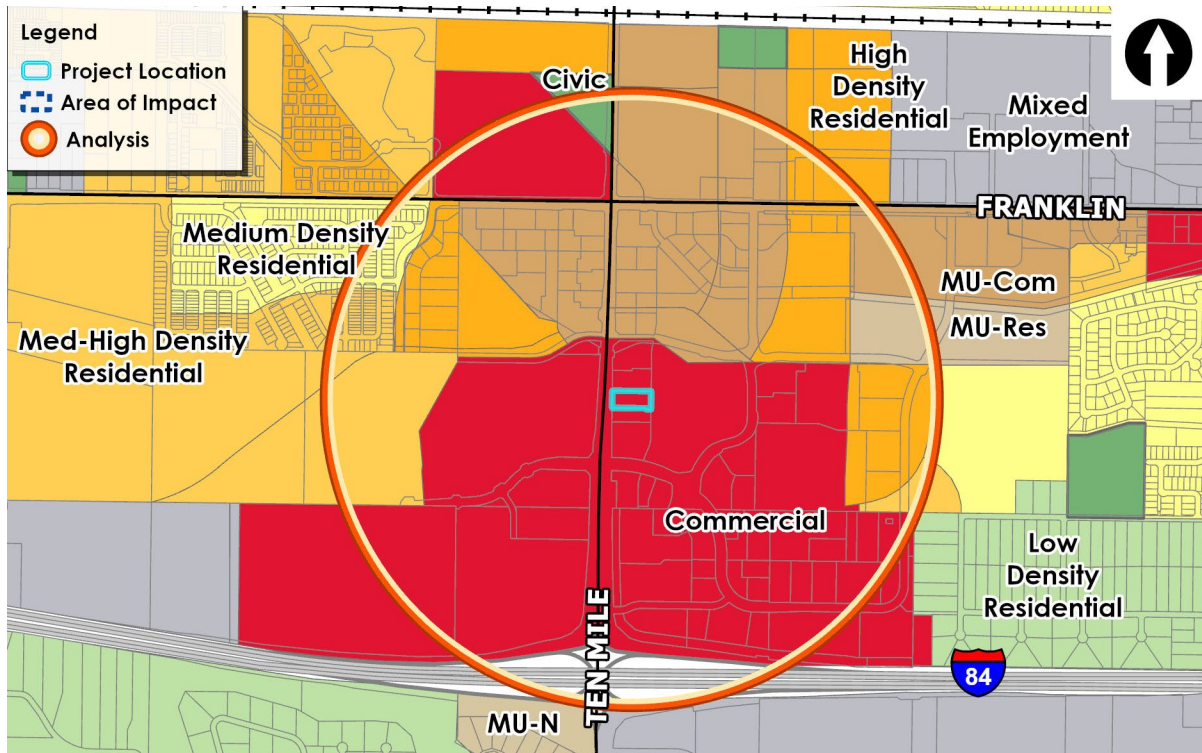 Legend
Project Location
Area of Impact
Analysis
Civic
High
Density
Residential
Mixed
Employment
FRANKLIN
Medium Density
Residential
MU-Com
MU-Res
Med-High Density
Residential
Commercial
Low
Density
Residential
TEN-MILE
84
MU-N